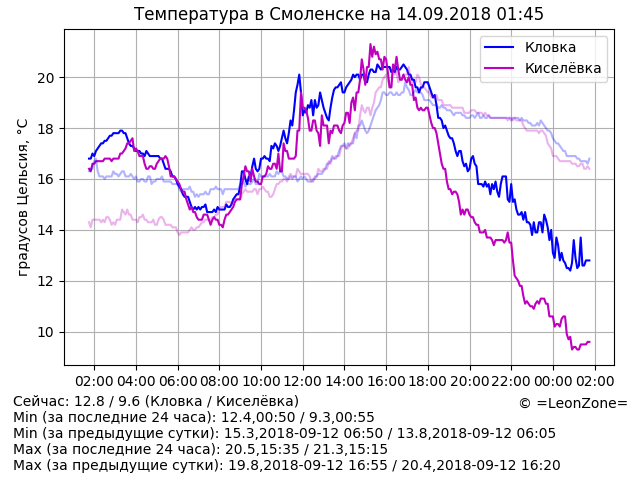 Температура в Смоленске на 14.09.2018 01:45
Кловка
Киселёвка
градусов Цельсия, °C
20
18
16
14
12
10
02:00 04:00 06:00 08:00 10:00 12:00 14:00 16:00 18:00 20:00 22:00 00:00 02:00
Сейчас: 12.8 / 9.6 (Кловка / Киселёвка)
© =LeonZone=
Min (за последние 24 часа): 12.4,00:50 / 9.3,00:55
Min (за предыдущие сутки): 15.3,2018-09-12 06:50 / 13.8,2018-09-12 06:05
Max (за последние 24 часа): 20.5,15:35 / 21.3,15:15
Max (за предыдущие сутки): 19.8,2018-09-12 16:55 / 20.4,2018-09-12 16:20